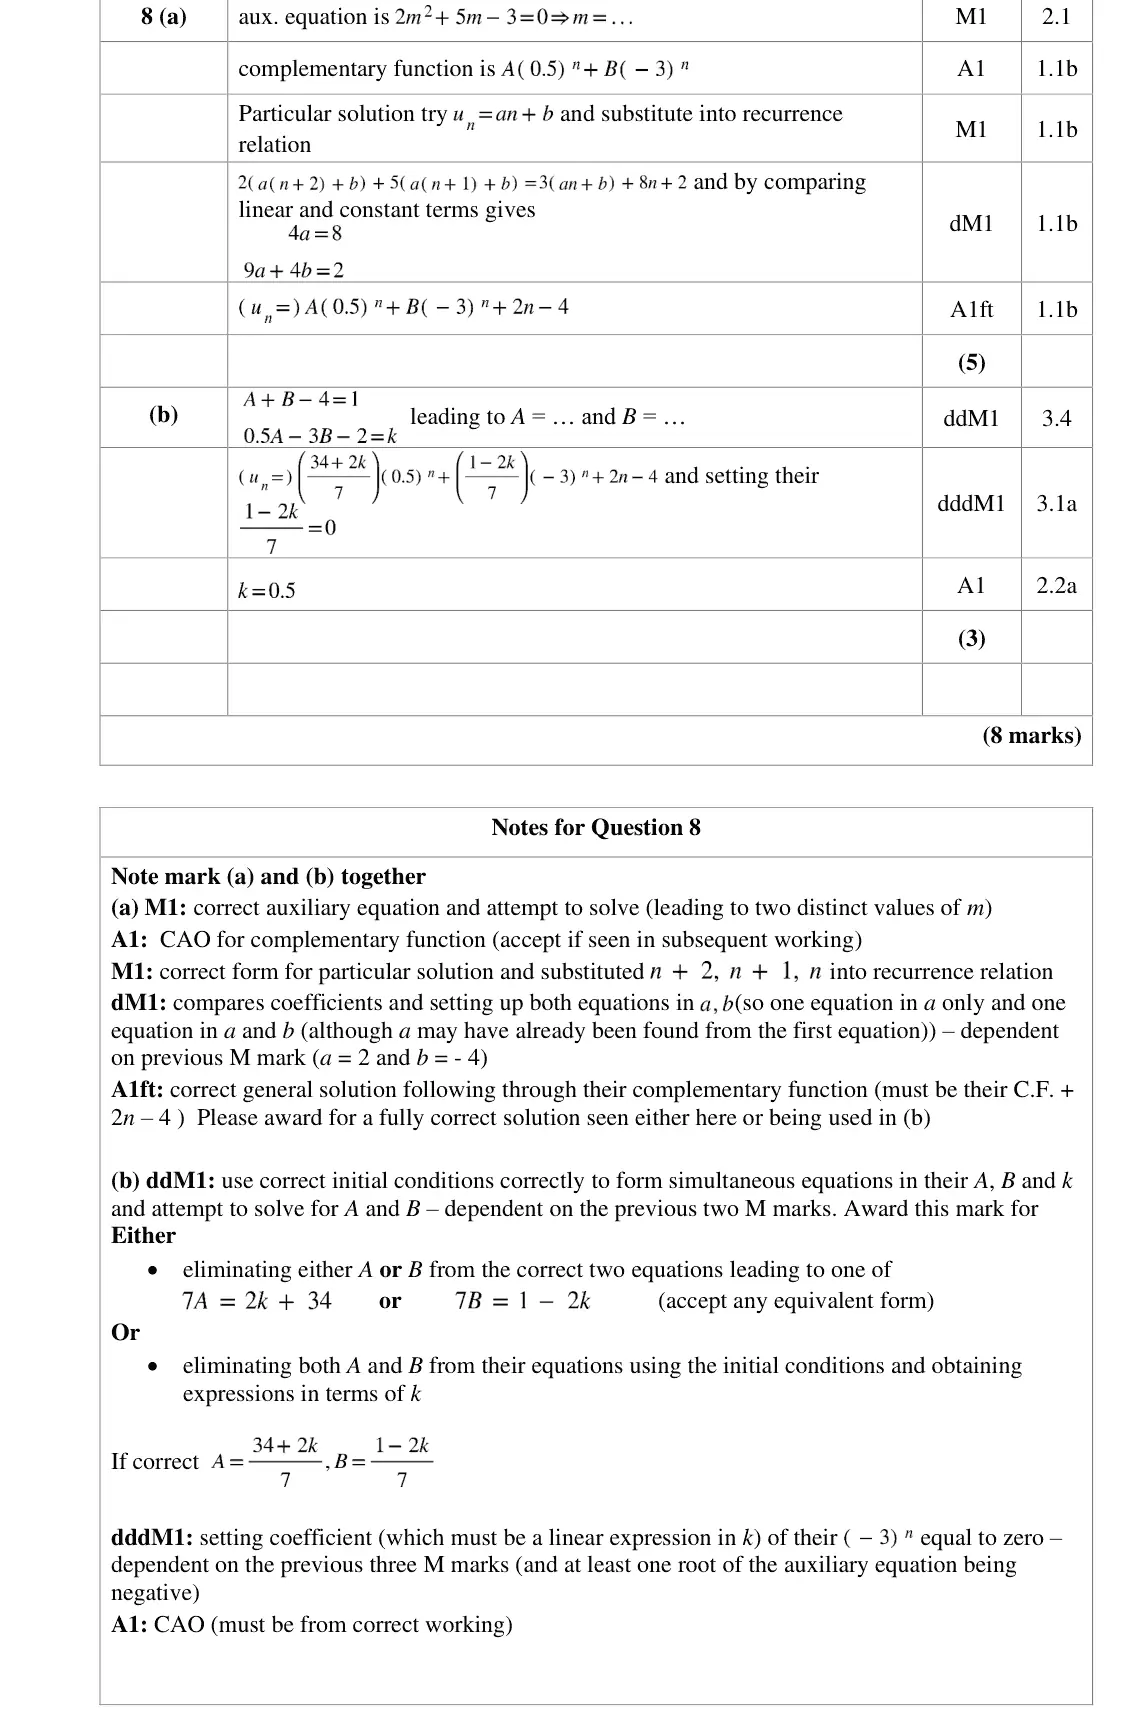 8 (a) aux. equation is 2m² + 5m − 3=0⇒m=… M1 2.1
complementary function is A( 0.5) ⁿ + B( − 3) ⁿ A1 1.1b
Particular solution try uₙ=an + b and substitute into recurrence
relation M1 1.1b
2( a( n + 2) + b) + 5( a( n + 1) + b) =3( an + b) + 8n + 2 and by comparing
linear and constant terms gives
4a=8 dM1 1.1b
9a + 4b=2
( uₙ=) A( 0.5) ⁿ + B( − 3) ⁿ + 2n − 4 A1ft 1.1b
(5)
(b) A + B − 4=1
0.5A − 3B − 2=k leading to A = … and B = … ddM1 3.4
( uₙ=) ((34 + 2k)/7)( 0.5) ⁿ + ((1 − 2k)/7)( − 3) ⁿ + 2n − 4 and setting their
(1 − 2k)/7 =0 dddM1 3.1a
k=0.5 A1 2.2a
(3)
(8 marks)
Notes for Question 8
Note mark (a) and (b) together
(a) M1: correct auxiliary equation and attempt to solve (leading to two distinct values of m)
A1: CAO for complementary function (accept if seen in subsequent working)
M1: correct form for particular solution and substituted n + 2, n + 1, n into recurrence relation
dM1: compares coefficients and setting up both equations in a, b(so one equation in a only and one
equation in a and b (although a may have already been found from the first equation)) – dependent
on previous M mark (a = 2 and b = - 4)
A1ft: correct general solution following through their complementary function (must be their C.F. +
2n – 4 ) Please award for a fully correct solution seen either here or being used in (b)
(b) ddM1: use correct initial conditions correctly to form simultaneous equations in their A, B and k
and attempt to solve for A and B – dependent on the previous two M marks. Award this mark for
Either
• eliminating either A or B from the correct two equations leading to one of
7A = 2k + 34 or 7B = 1 − 2k (accept any equivalent form)
Or
• eliminating both A and B from their equations using the initial conditions and obtaining
expressions in terms of k
If correct A= (34 + 2k)/7 , B= (1 − 2k)/7
dddM1: setting coefficient (which must be a linear expression in k) of their ( − 3) ⁿ equal to zero –
dependent on the previous three M marks (and at least one root of the auxiliary equation being
negative)
A1: CAO (must be from correct working)